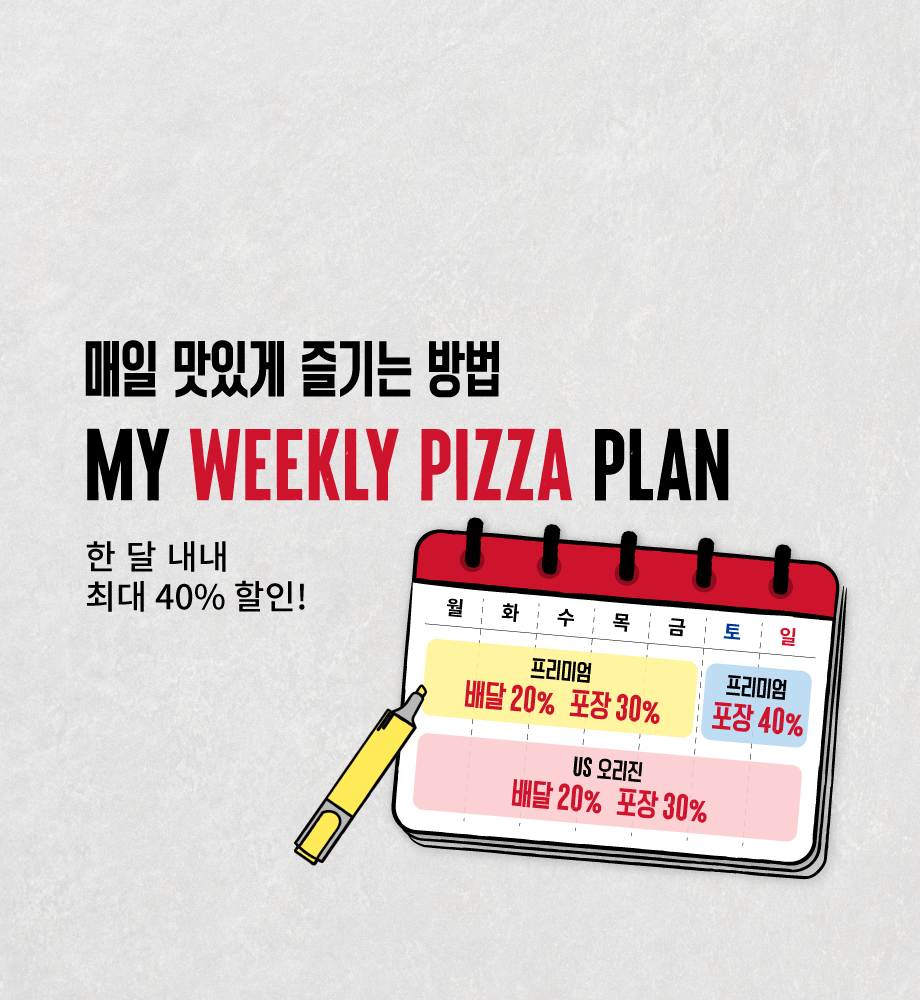 매일 맛있게 즐기는 방법
MY WEEKLY PIZZA PLAN
한 달 내내
최대 40% 할인!
월 화 수 목 금 토 일
프리미엄
배달 20% 포장 30%
프리미엄
포장 40%
US 오리진
배달 20% 포장 30%